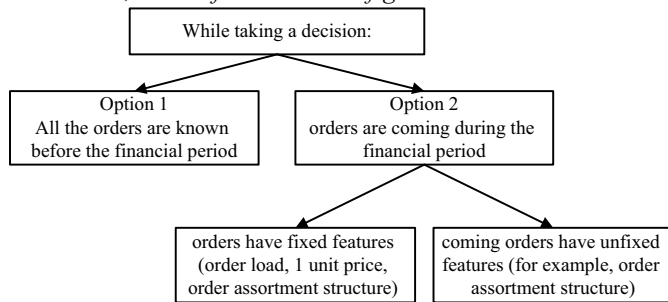 While taking a decision:
Option 1
All the orders are known
before the financial period
Option 2
orders are coming during the
financial period
orders have fixed features
(order load, 1 unit price,
order assortment structure)
coming orders have unfixed
features (for example, order
assortment structure)